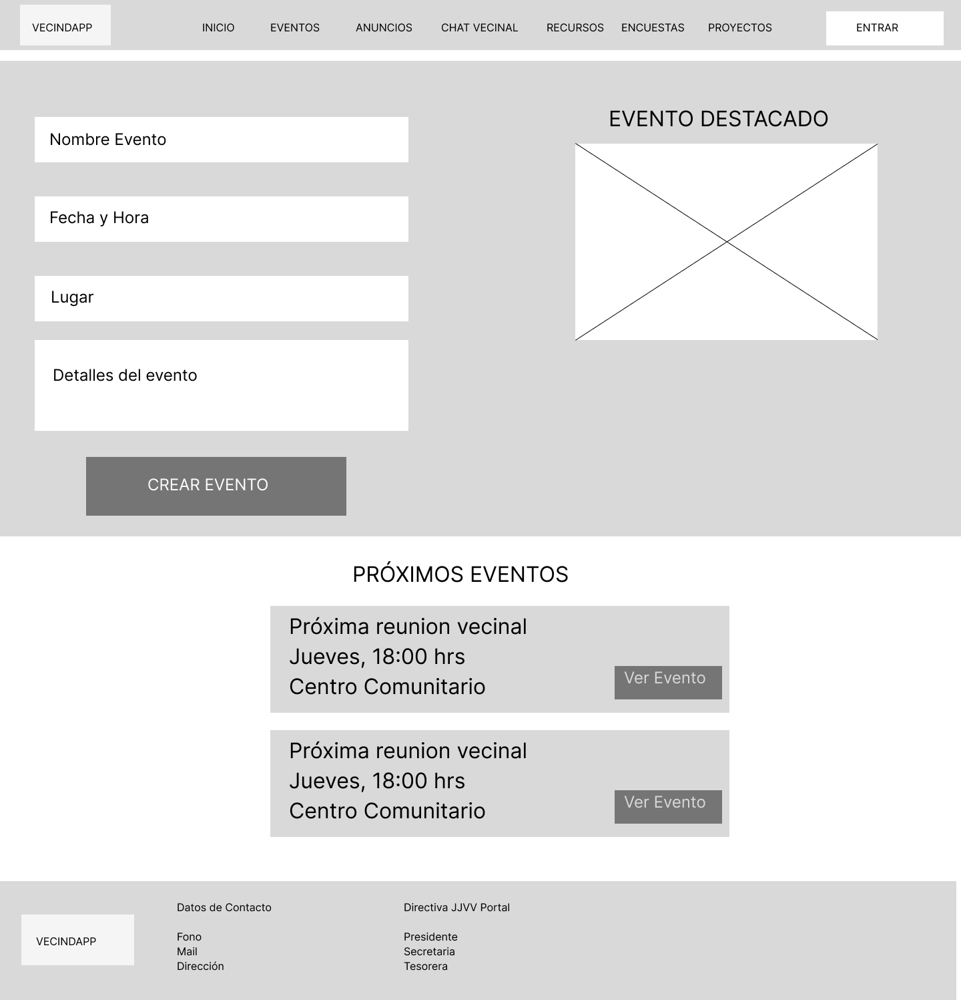 VECINDAPP
INICIO
EVENTOS
ANUNCIOS
CHAT VECINAL
RECURSOS
ENCUESTAS
PROYECTOS
ENTRAR
Nombre Evento
Fecha y Hora
Lugar
Detalles del evento
CREAR EVENTO
EVENTO DESTACADO
PRÓXIMOS EVENTOS
Próxima reunion vecinal
Jueves, 18:00 hrs
Centro Comunitario
Ver Evento
Próxima reunion vecinal
Jueves, 18:00 hrs
Centro Comunitario
Ver Evento
VECINDAPP
Datos de Contacto
Fono
Mail
Dirección
Directiva JJVV Portal
Presidente
Secretaria
Tesorera